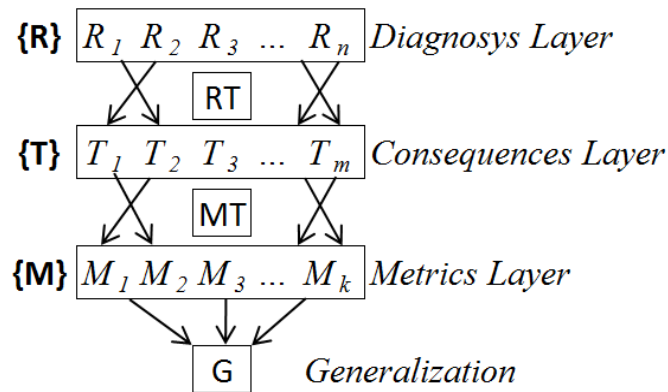 {R} R1 R2 R3 ... Rn Diagnosys Layer
RT
{T} T1 T2 T3 ... Tm Consequences Layer
MT
{M} M1 M2 M3 ... Mk Metrics Layer
G Generalization